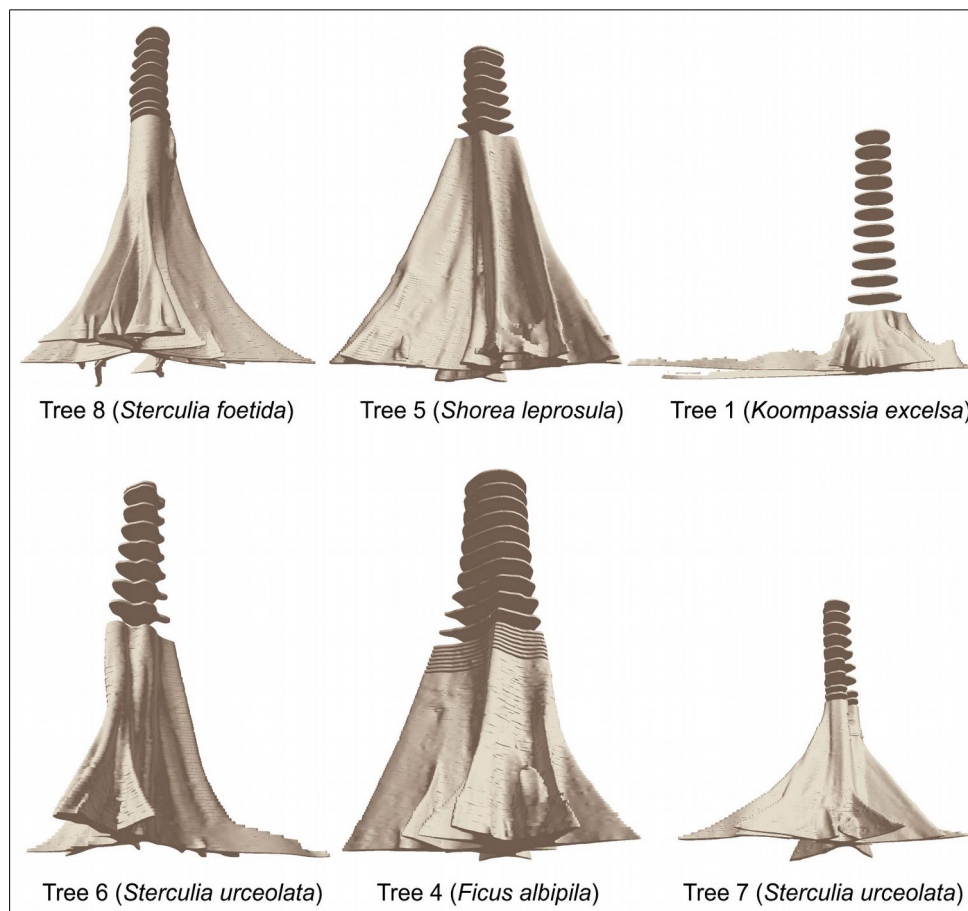 Tree 8 (Sterculia foetida)
Tree 5 (Shorea leprosula)
Tree 1 (Koompassia excelsa)
Tree 6 (Sterculia urceolata)
Tree 4 (Ficus albipila)
Tree 7 (Sterculia urceolata)